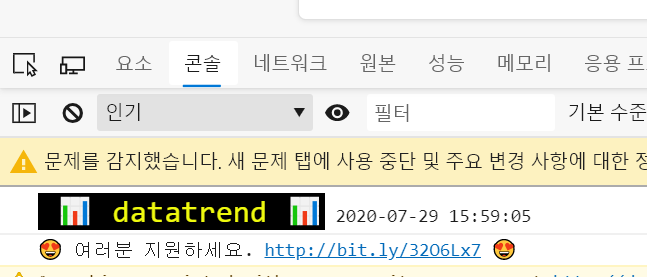 요소 콘솔 네트워크 원본 성능 메모리 응용 프
인기 필터 기본 수준
문제를 감지했습니다. 새 문제 탭에 사용 중단 및 주요 변경 사항에 대한 정
📊 datatrend 📊 2020-07-29 15:59:05
😍 여러분 지원하세요. http://bit.ly/32O6Lx7 😍